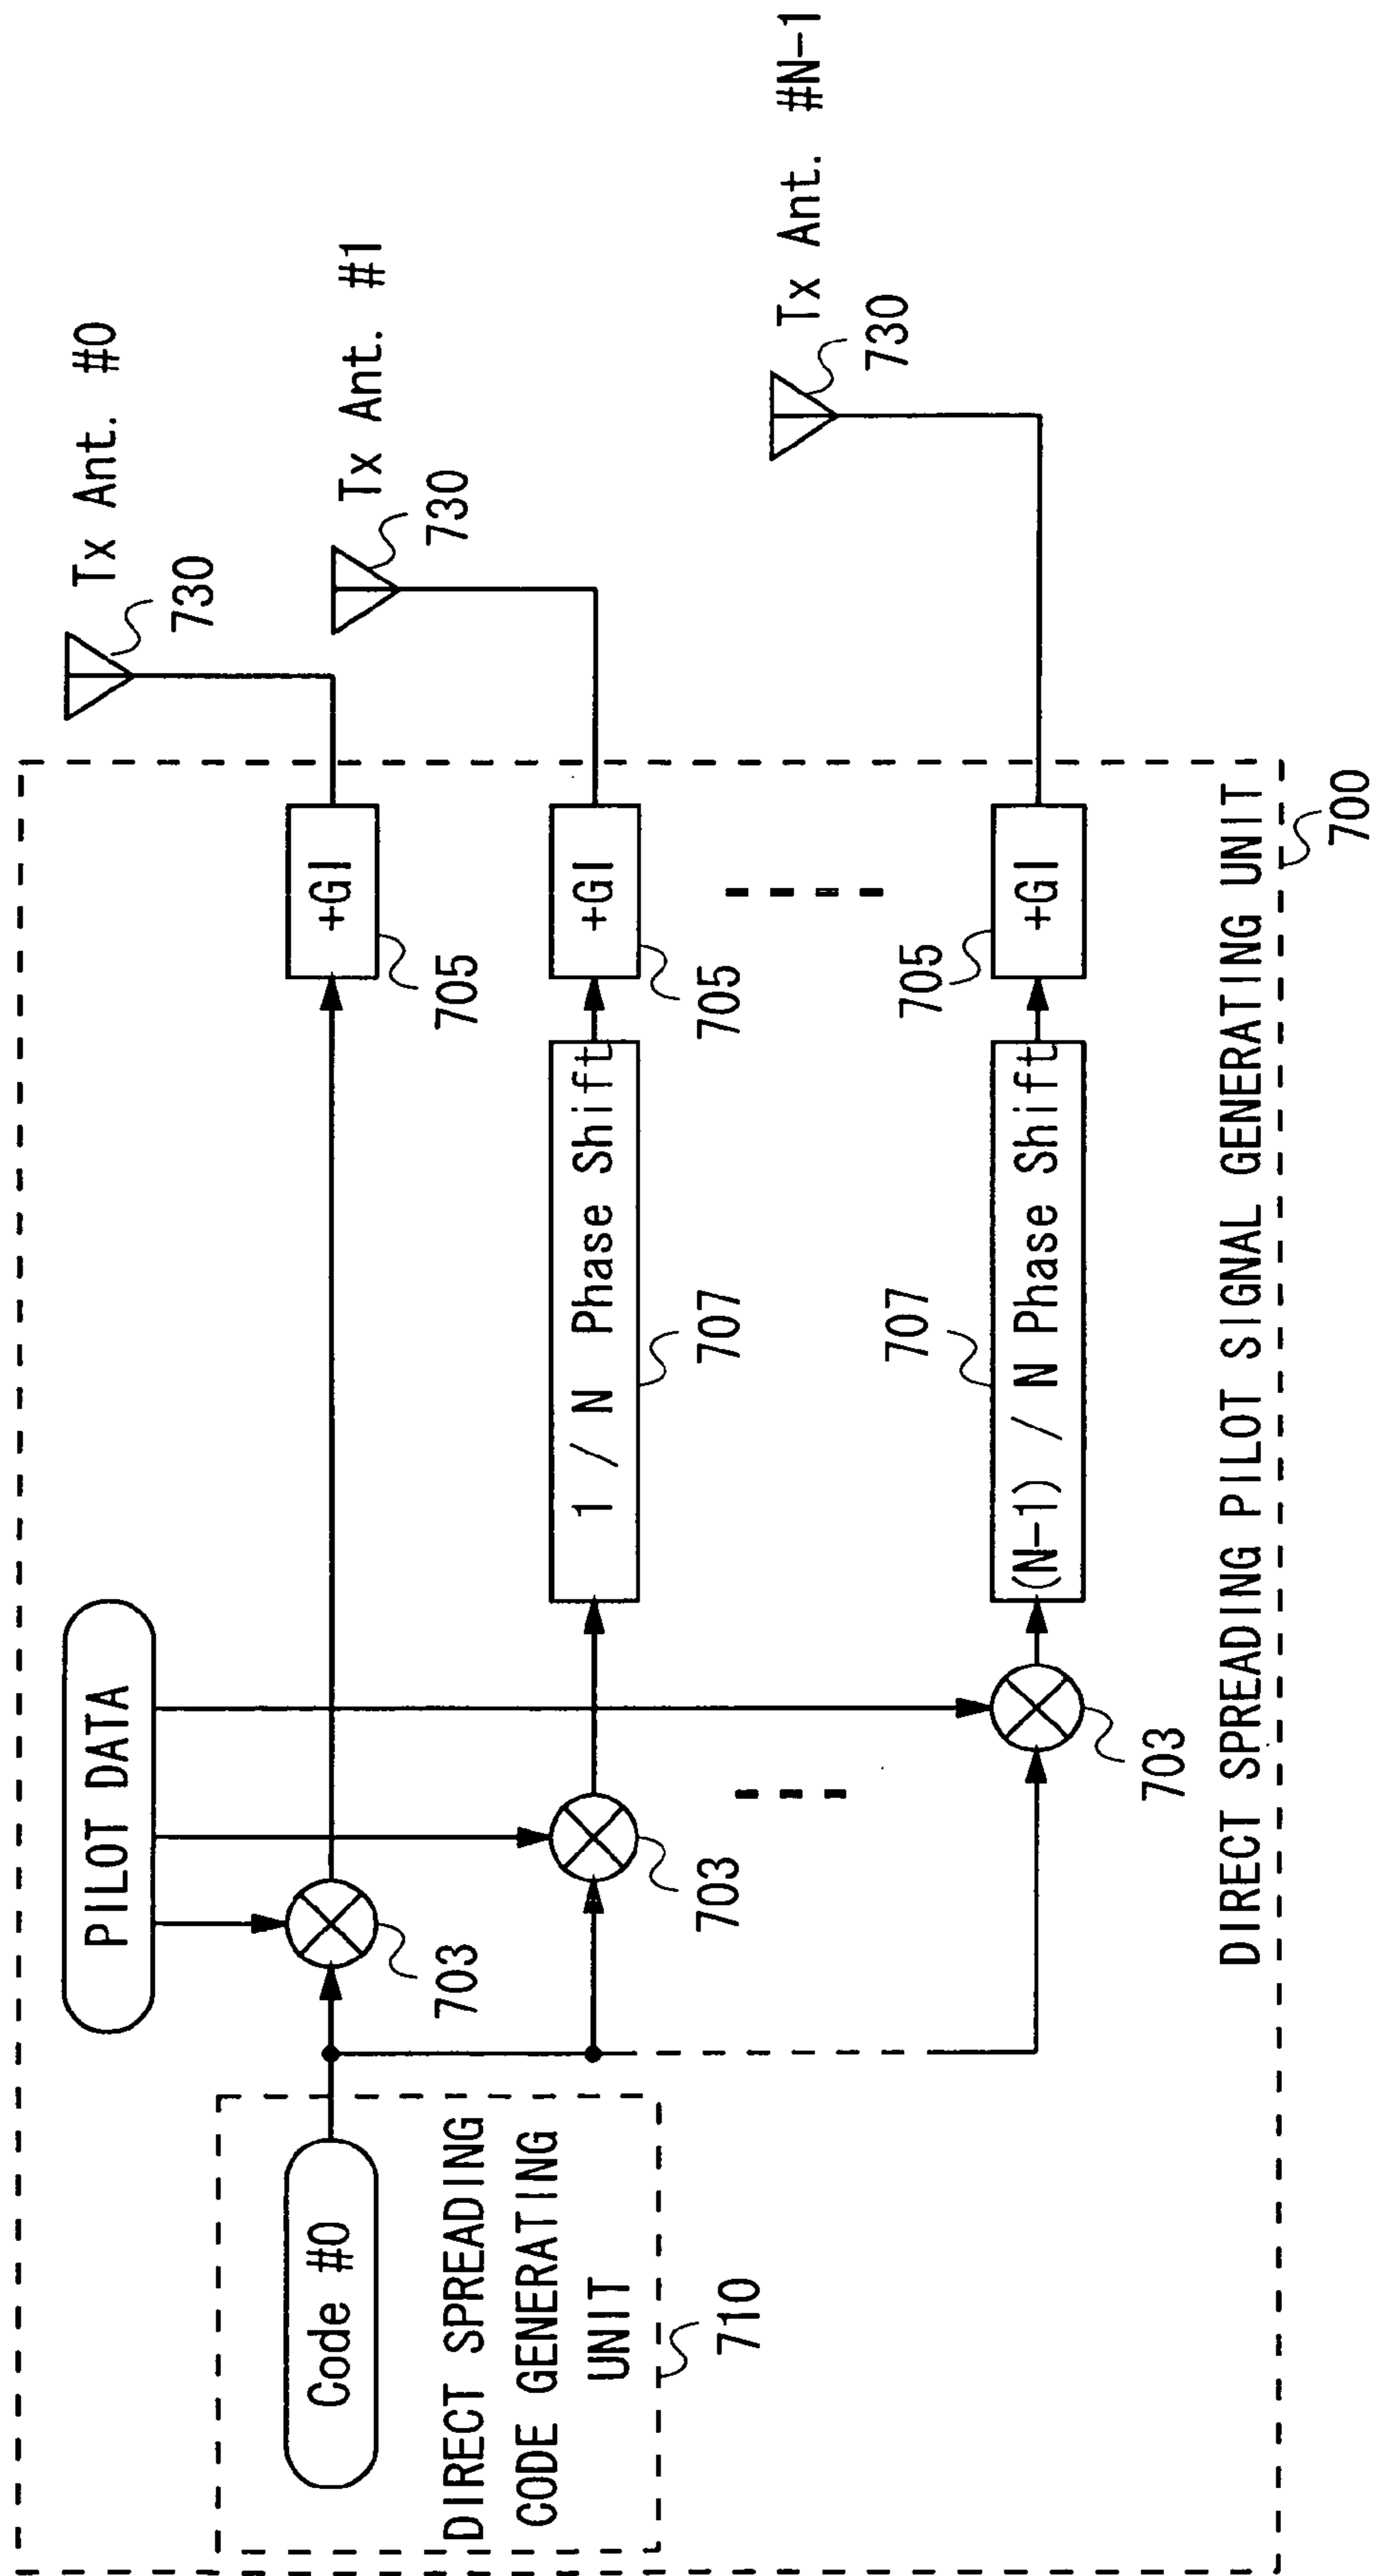 PILOT DATA
Tx Ant. #0
730
Code #0
703
+GI
705
Tx Ant. #1
730
DIRECT SPREADING
CODE GENERATING
UNIT
710
703
1 / N Phase Shift
707
+GI
705
Tx Ant. #N-1
730
703
(N-1) / N Phase Shift
707
+GI
705
DIRECT SPREADING PILOT SIGNAL GENERATING UNIT
700